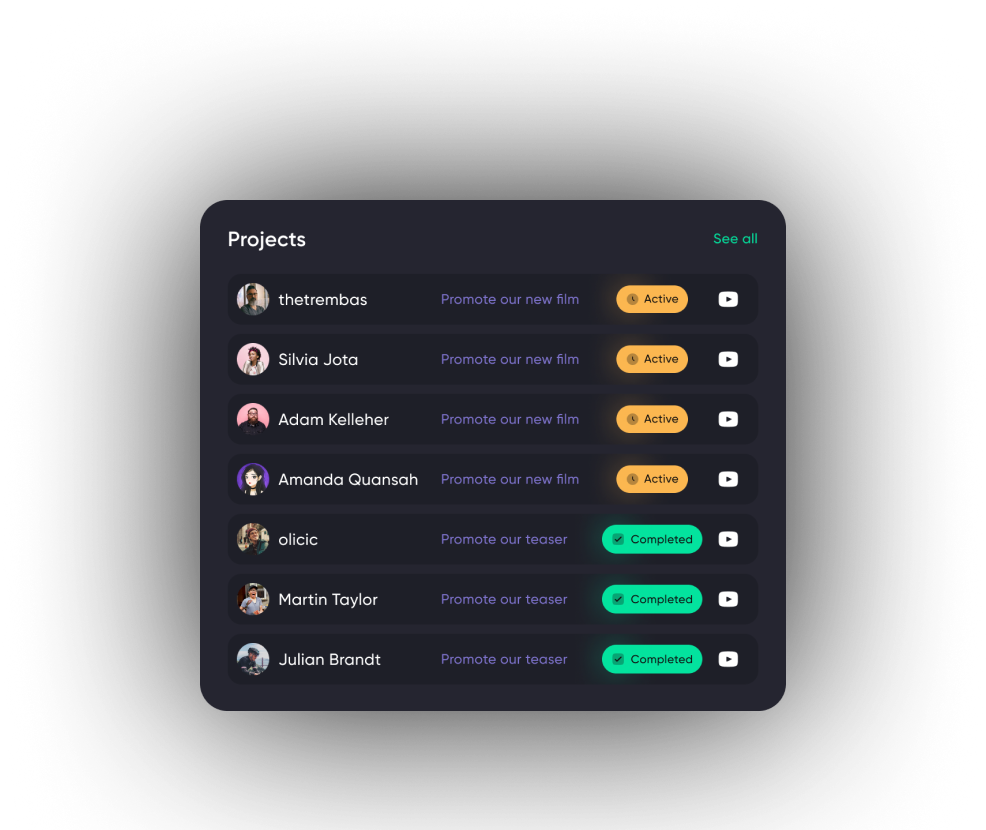 Projects See all
thetrembas Promote our new film Active
Silvia Jota Promote our new film Active
Adam Kelleher Promote our new film Active
Amanda Quansah Promote our new film Active
olicic Promote our teaser Completed
Martin Taylor Promote our teaser Completed
Julian Brandt Promote our teaser Completed